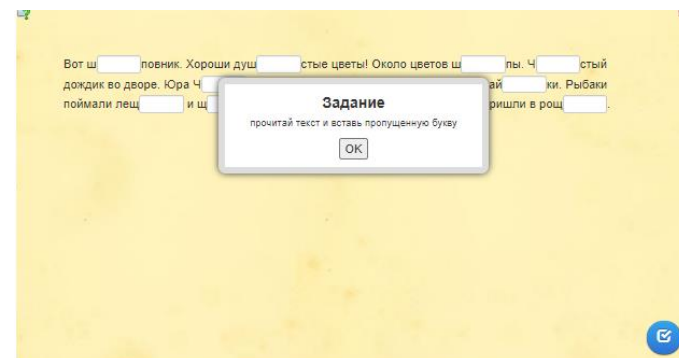 Вот ш повник. Хороши душ стые цветы! Около цветов ш пы. Ч стый
дождик во дворе. Юра Ч ай ки. Рыбаки
поймали лещ и щ ришли в рощ .
Задание
прочитай текст и вставь пропущенную букву
OK